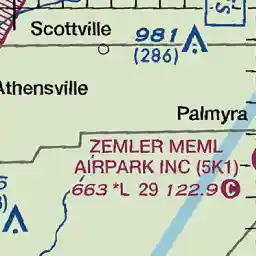 Scottville
981
(286)
Athensville
Palmyra
ZEMLER MEML
AIRPARK INC (5K1)
663 *L 29 122.9 C